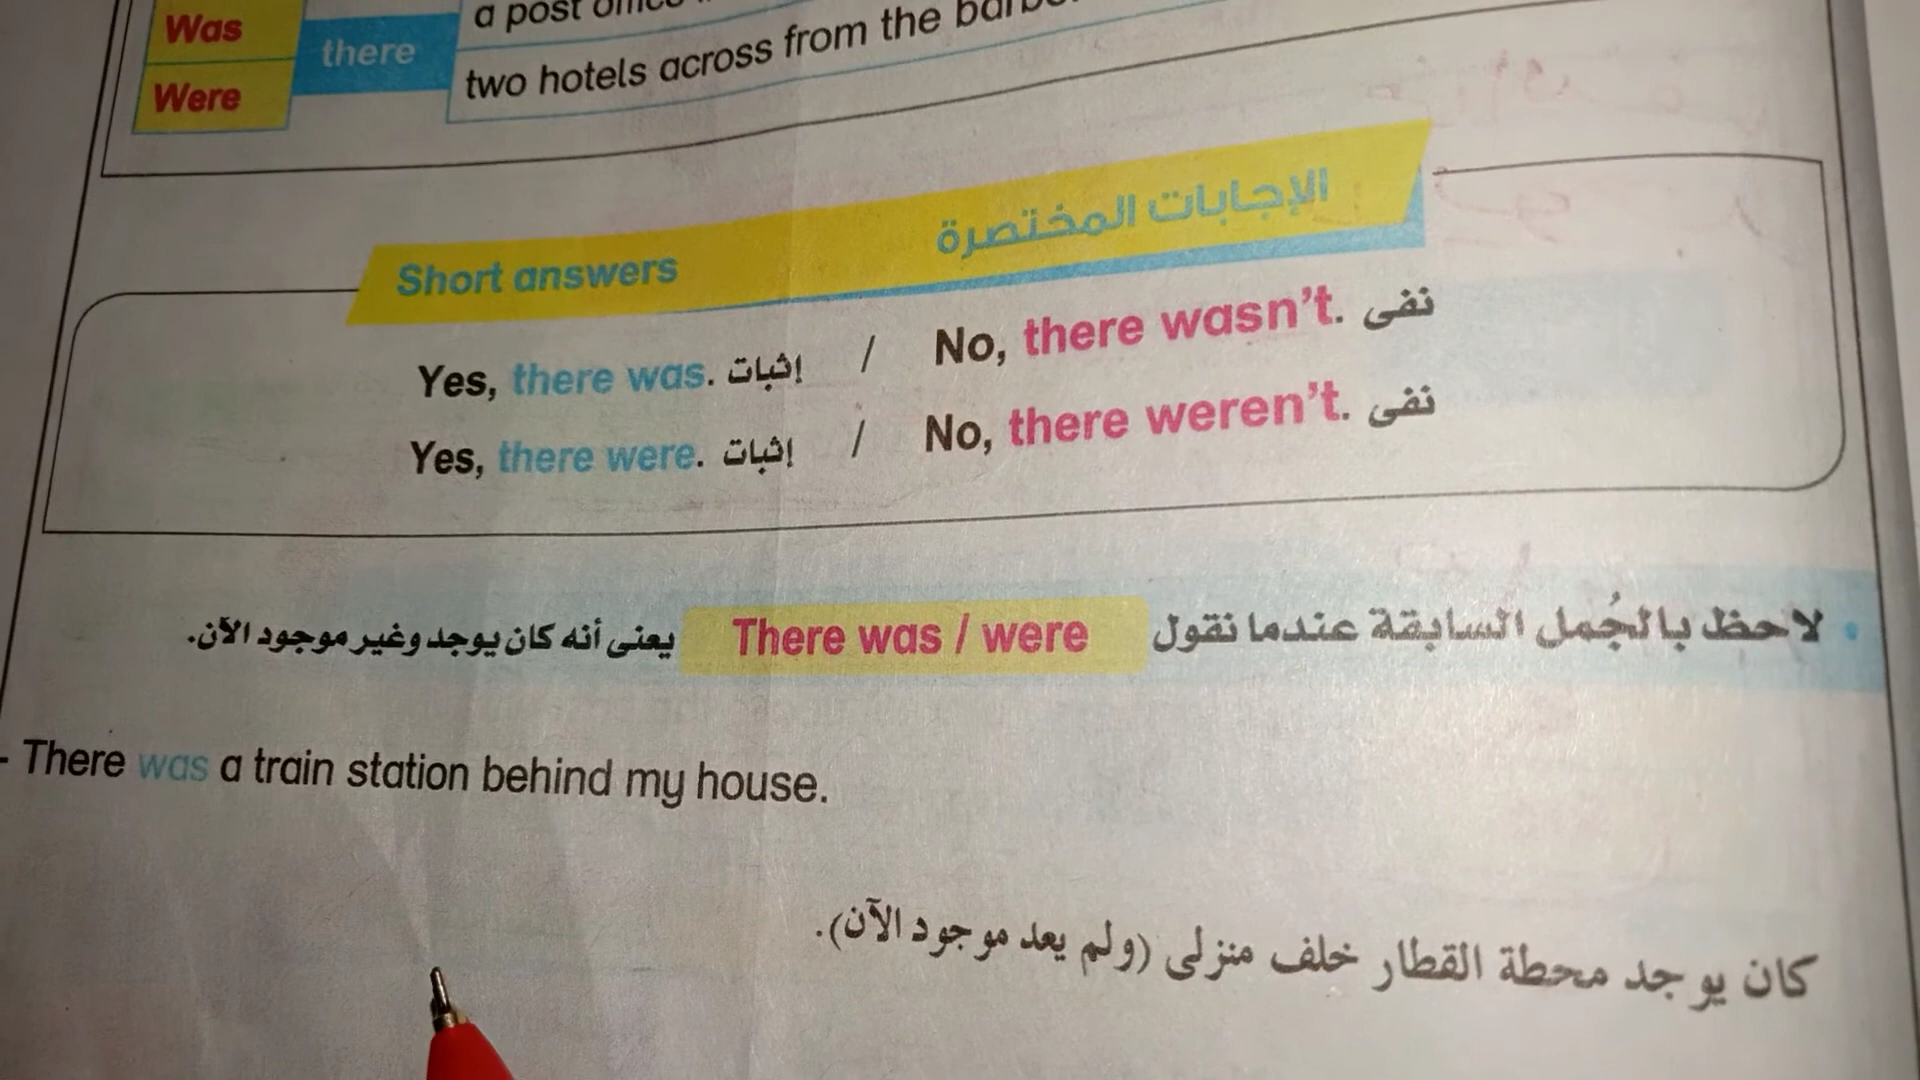 Was
there
a post
Were
two hotels across from the
Short answers الإجابات المختصرة
Yes, there was. إثبات / No, there wasn't. نفى
Yes, there were. إثبات / No, there weren't. نفى
• لاحظ بالجُمل السابقة عندما نقول There was / were يعنى أنه كان يوجد وغير موجود الآن.
- There was a train station behind my house.
كان يوجد محطة القطار خلف منزلى (ولم يعد موجود الآن).